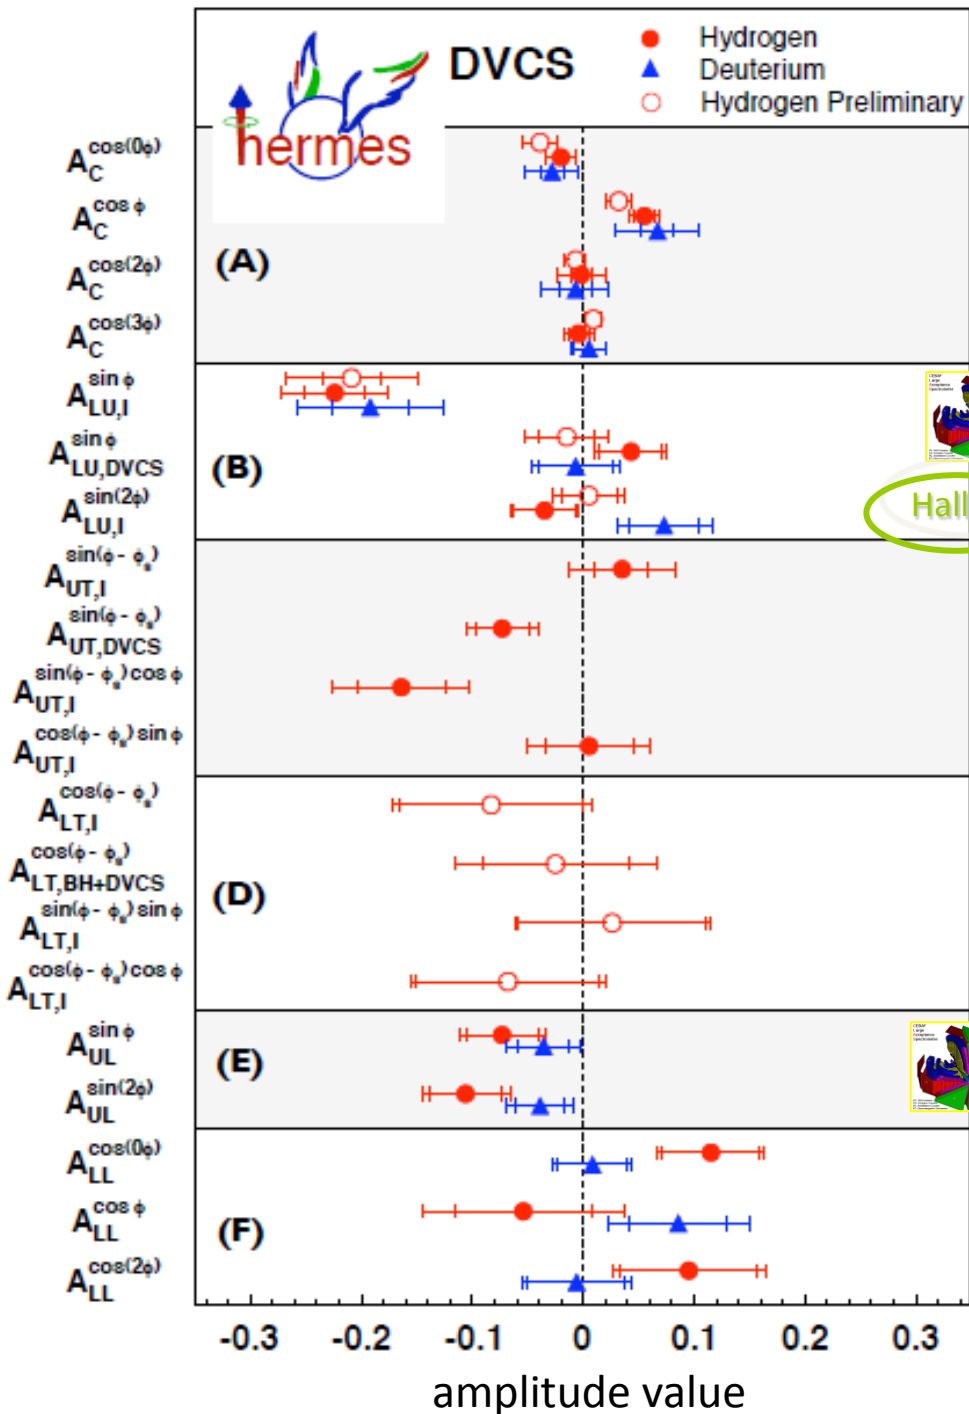 DVCS
Hydrogen
Deuterium
Hydrogen Preliminary
hermes
A_C^cos(0ϕ)
A_C^cos ϕ
(A)
A_C^cos(2ϕ)
A_C^cos(3ϕ)
A_LU,I^sin ϕ
A_LU,DVCS^sin ϕ
(B)
A_LU,I^sin(2ϕ)
Hall
A_UT,I^sin(ϕ - ϕ_s)
A_UT,DVCS^sin(ϕ - ϕ_s)
A_UT,I^sin(ϕ - ϕ_s) cos ϕ
A_UT,I^cos(ϕ - ϕ_s) sin ϕ
A_LT,I^cos(ϕ - ϕ_s)
A_LT,BH+DVCS^cos(ϕ - ϕ_s)
(D)
A_LT,I^sin(ϕ - ϕ_s) sin ϕ
A_LT,I^cos(ϕ - ϕ_s) cos ϕ
A_UL^sin ϕ
(E)
A_UL^sin(2ϕ)
A_LL^cos(0ϕ)
A_LL^cos ϕ
(F)
A_LL^cos(2ϕ)
-0.3 -0.2 -0.1 0 0.1 0.2 0.3
amplitude value